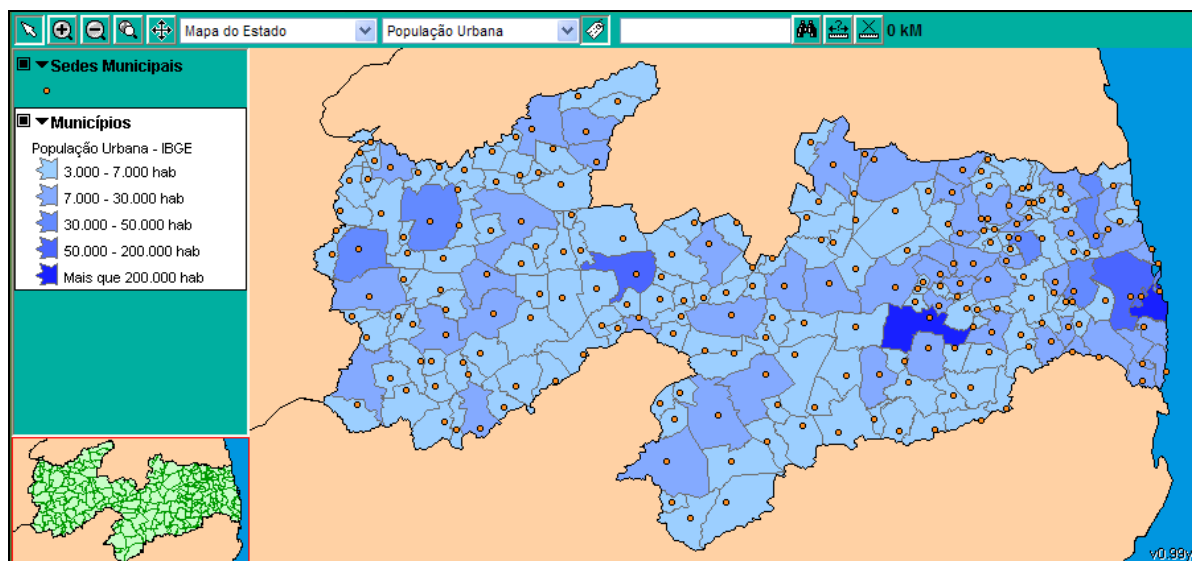 Mapa do Estado
População Urbana
0 kM
Sedes Municipais
Municípios
População Urbana - IBGE
3.000 - 7.000 hab
7.000 - 30.000 hab
30.000 - 50.000 hab
50.000 - 200.000 hab
Mais que 200.000 hab
v0.99y